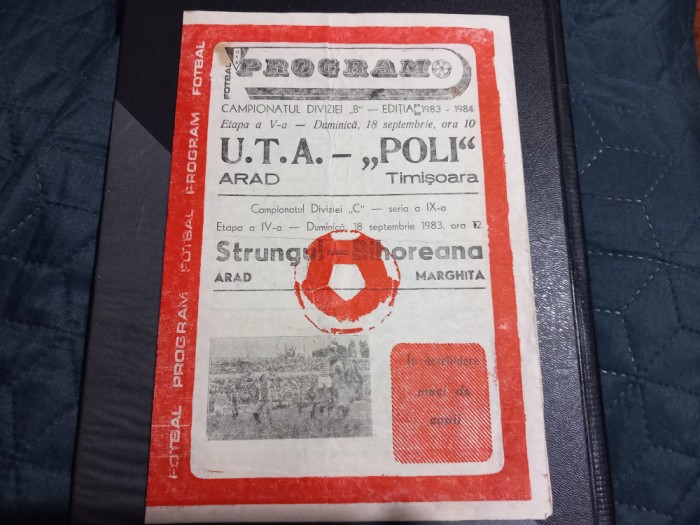 FOTBAL PROGRAM FOTBAL PROGRAM FOTBAL
FOTBAL
PROGRAM
CAMPIONATUL DIVIZIEI „B“ — EDIȚIA 1983 - 1984
Etapa a V-a — Duminică, 18 septembrie, ora 10
U.T.A. — „POLI“
ARAD Timișoara
Campionatul Diviziei „C“ — seria a IX-a
Etapa a IV-a — Duminică, 18 septembrie 1983, ora 12
Strungul—Bihoreana
ARAD MARGHITA
În deschidere
meci de
copii